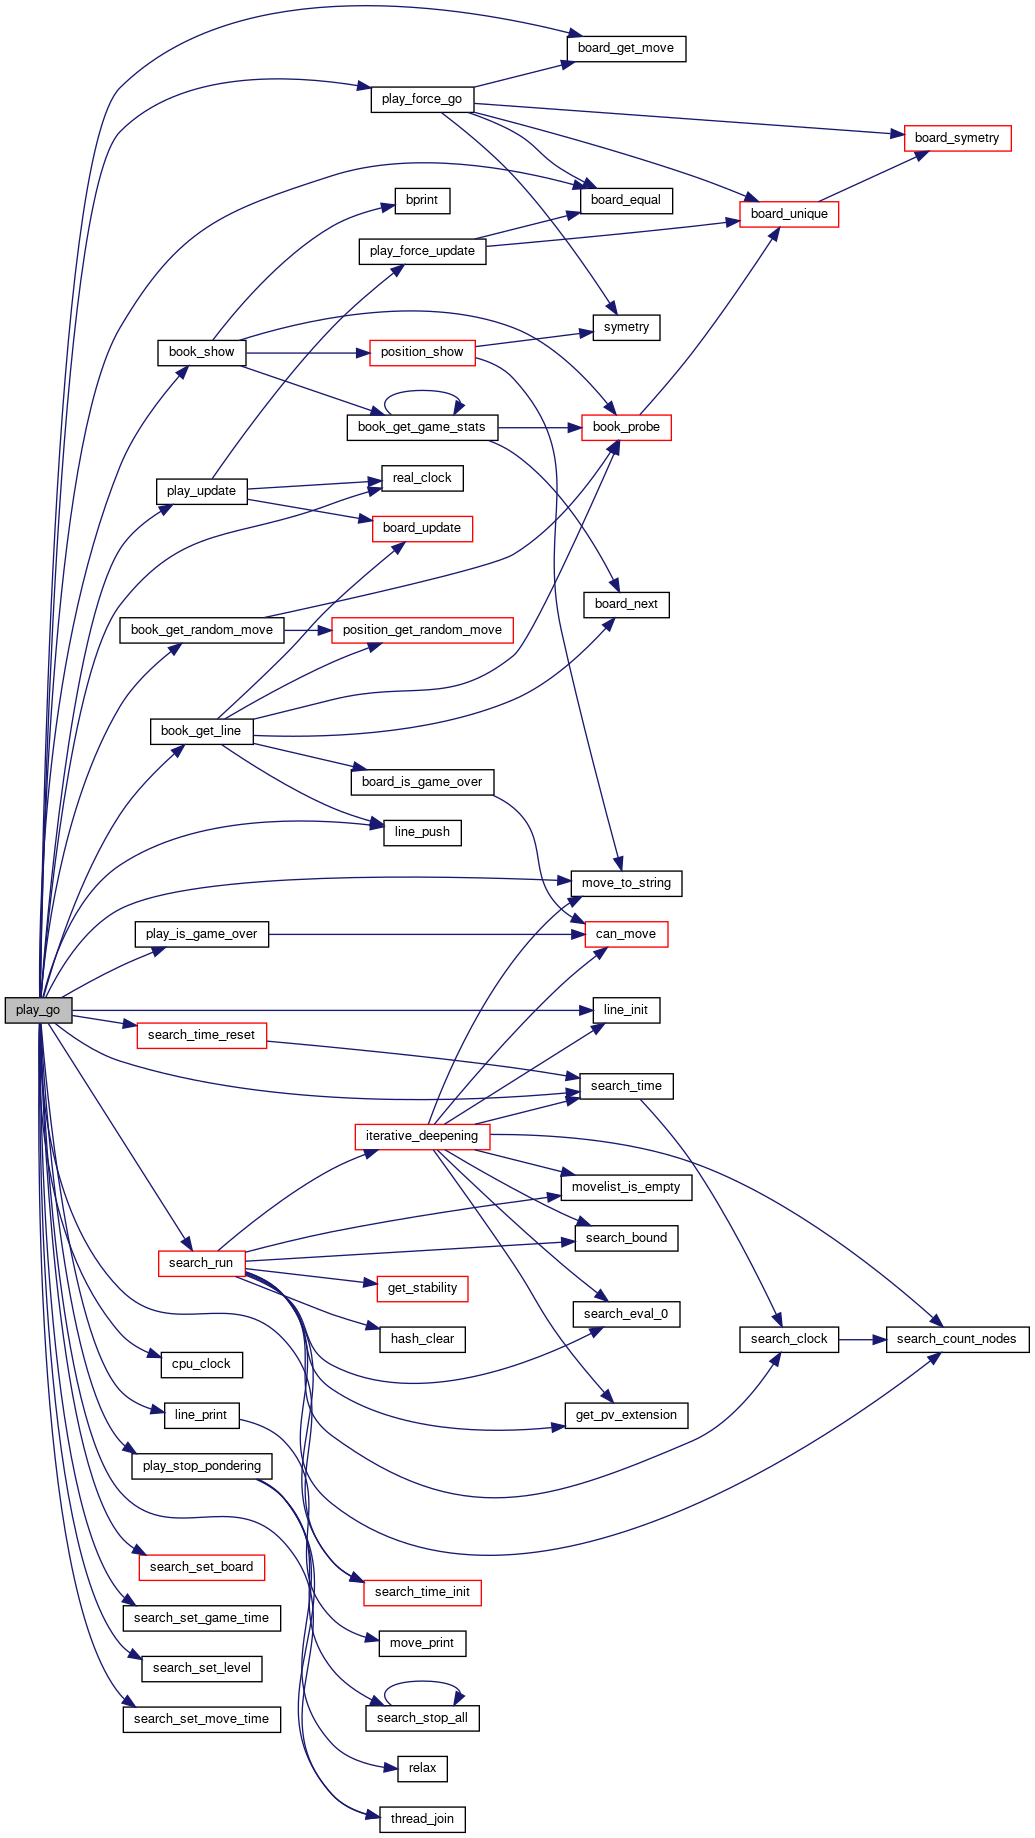 board_get_move
play_force_go
board_symetry
bprint
board_equal
board_unique
play_force_update
symetry
book_show
position_show
book_get_game_stats
book_probe
real_clock
play_update
board_update
board_next
book_get_random_move
position_get_random_move
book_get_line
board_is_game_over
line_push
move_to_string
play_is_game_over
can_move
play_go
line_init
search_time_reset
search_time
iterative_deepening
movelist_is_empty
search_bound
search_run
get_stability
search_eval_0
hash_clear
search_clock
search_count_nodes
cpu_clock
line_print
get_pv_extension
play_stop_pondering
search_set_board
search_time_init
search_set_game_time
move_print
search_set_level
search_set_move_time
search_stop_all
relax
thread_join